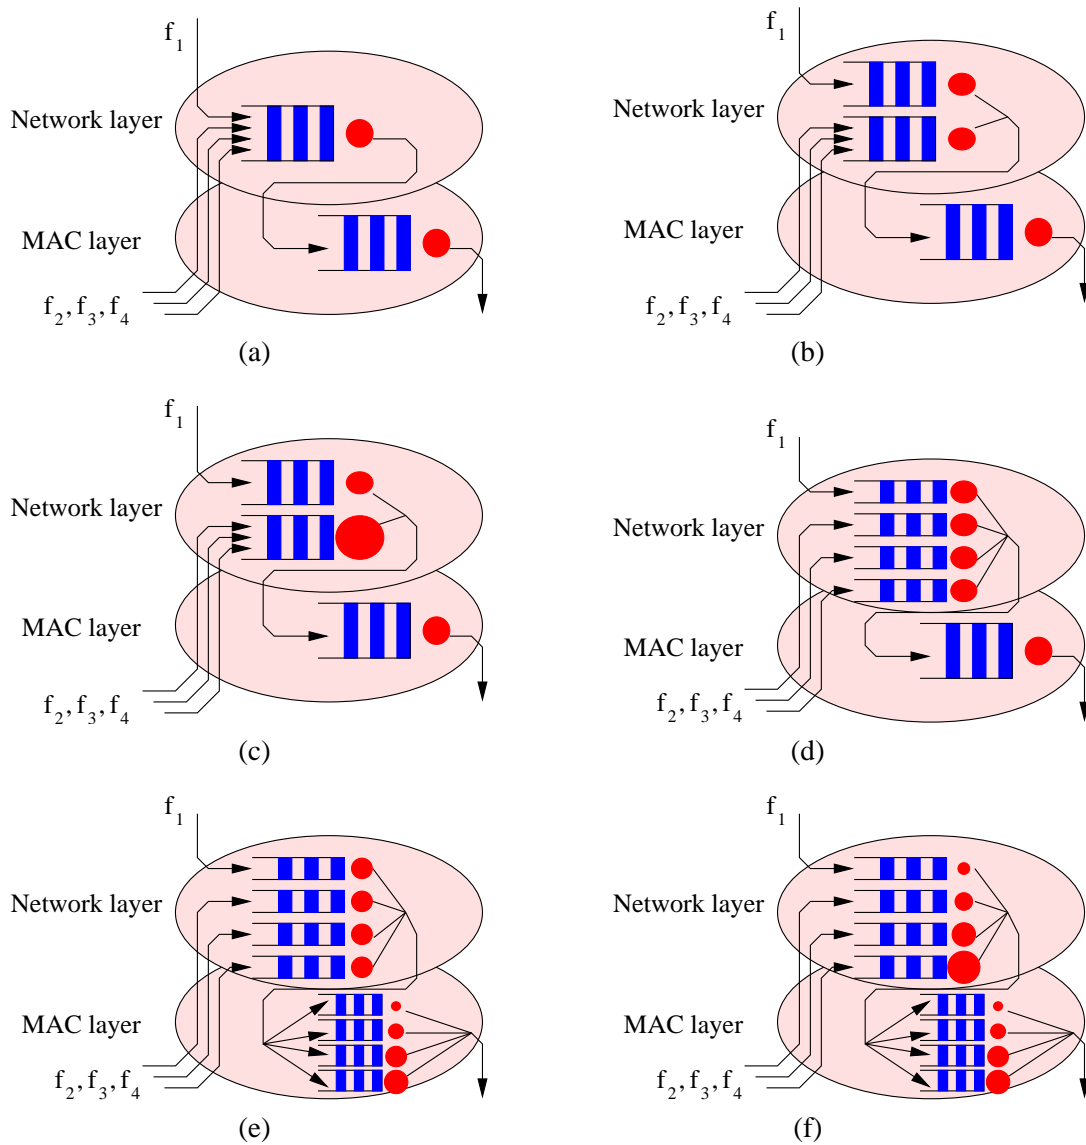 f1
Network layer
MAC layer
f2, f3, f4
(a)
f1
Network layer
MAC layer
f2, f3, f4
(b)
f1
Network layer
MAC layer
f2, f3, f4
(c)
f1
Network layer
MAC layer
f2, f3, f4
(d)
f1
Network layer
MAC layer
f2, f3, f4
(e)
f1
Network layer
MAC layer
f2, f3, f4
(f)